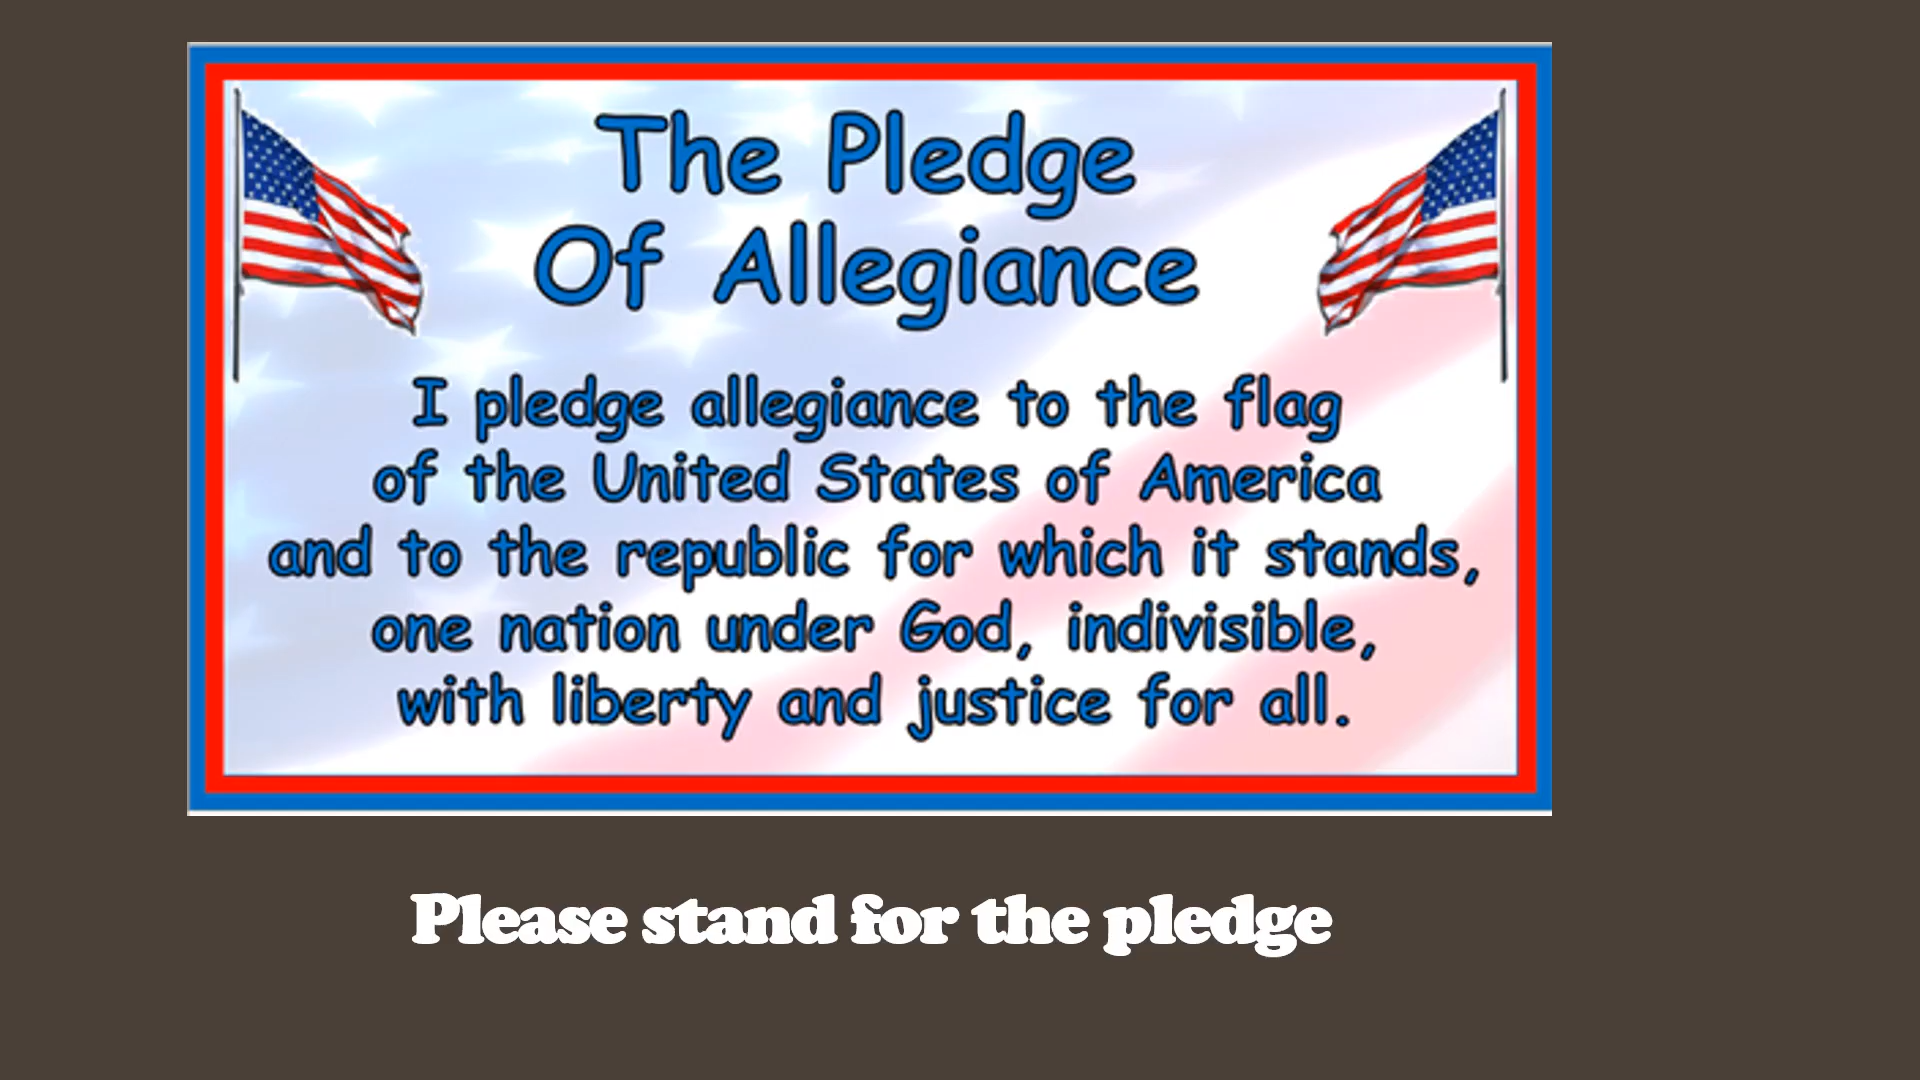 The Pledge
Of Allegiance
I pledge allegiance to the flag
of the United States of America
and to the republic for which it stands,
one nation under God, indivisible,
with liberty and justice for all.
Please stand for the pledge